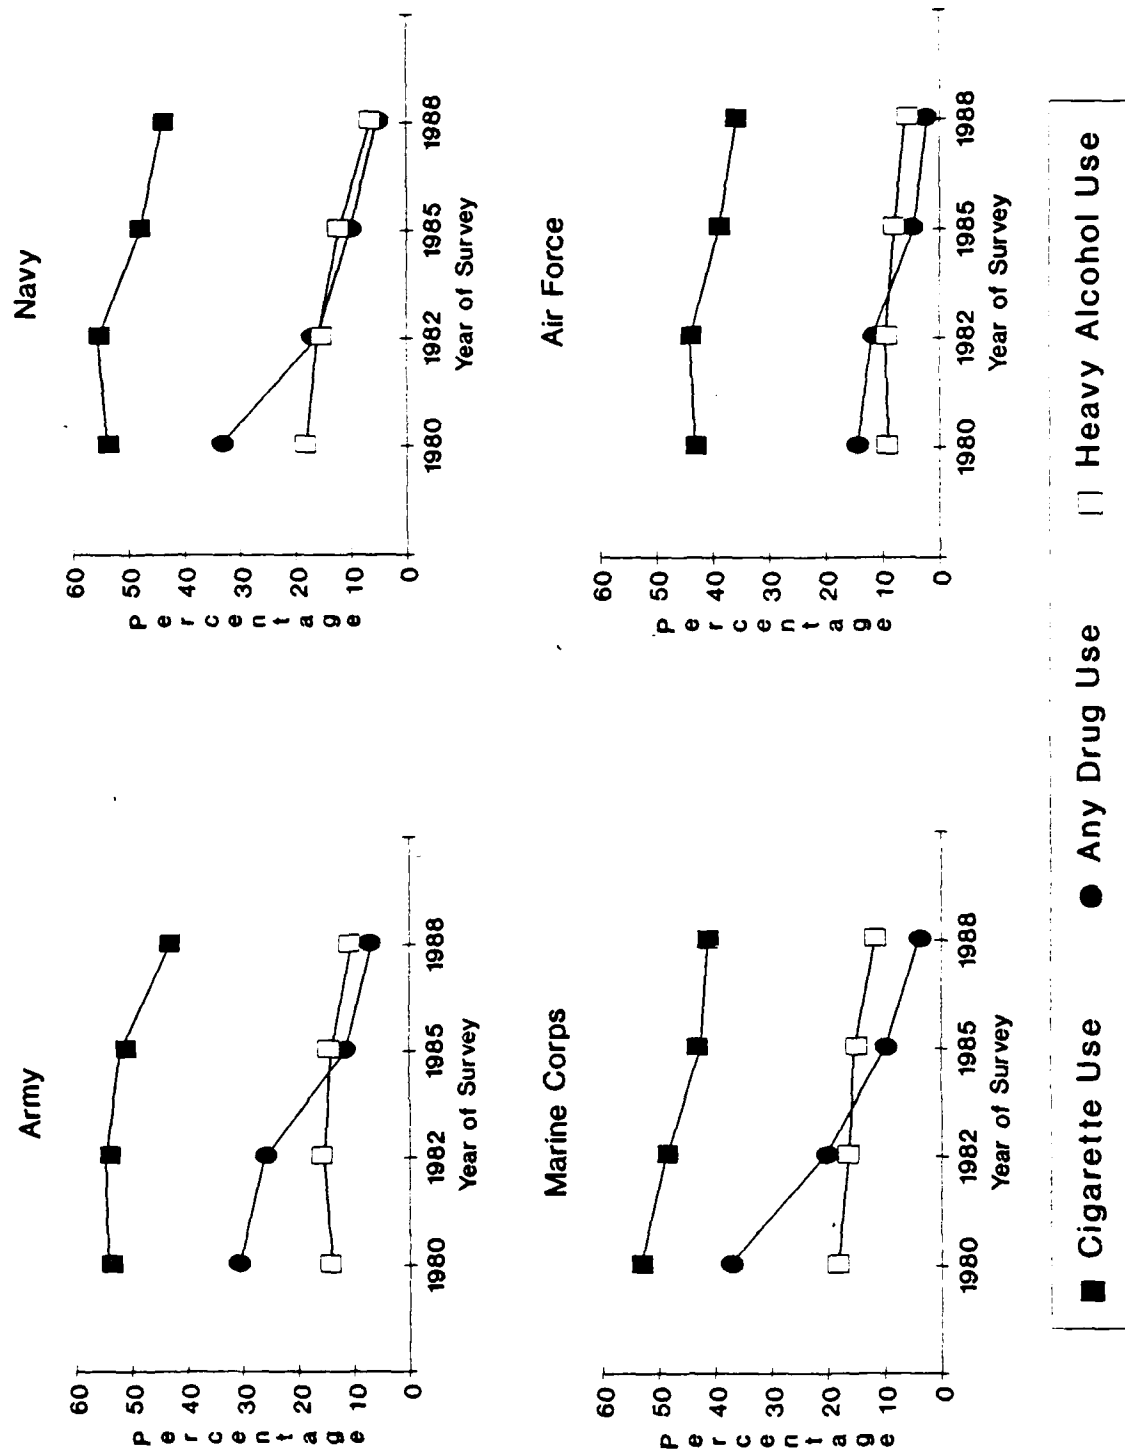 Army
Percentage
60
50
40
30
20
10
0
1980 1982 1985 1988
Year of Survey
Navy
Percentage
60
50
40
30
20
10
0
1980 1982 1985 1988
Year of Survey
Marine Corps
Percentage
60
50
40
30
20
10
0
1980 1982 1985 1988
Year of Survey
Air Force
Percentage
60
50
40
30
20
10
0
1980 1982 1985 1988
Year of Survey
Cigarette Use Any Drug Use Heavy Alcohol Use